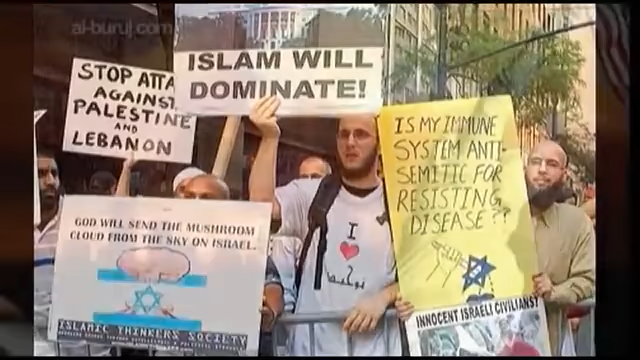 al-buruj.com
ISLAM WILL
DOMINATE!
STOP ATTA
AGAINST
PALESTINE
AND
LEBANON
IS MY IMMUNE
SYSTEM ANTI-
SEMITIC FOR
RESISTING
DISEASE??
GOD WILL SEND THE MUSHROOM
CLOUD FROM THE SKY ON ISRAEL.
ISLAMIC THINKERS SOCIETY
I
INNOCENT ISRAELI CIVILIANS